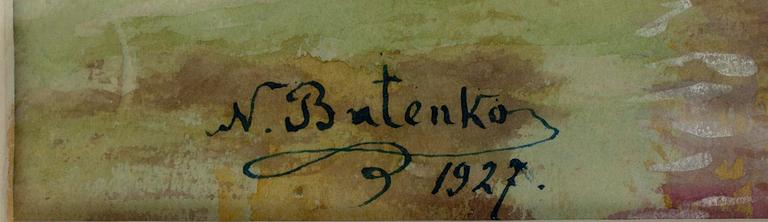 N. Butenko
1927.